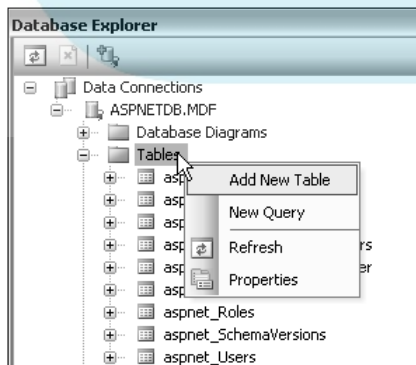 Database Explorer
Data Connections
ASPNETDB.MDF
Database Diagrams
Tables
Add New Table
New Query
Refresh
Properties
aspnet_Roles
aspnet_SchemaVersions
aspnet_Users